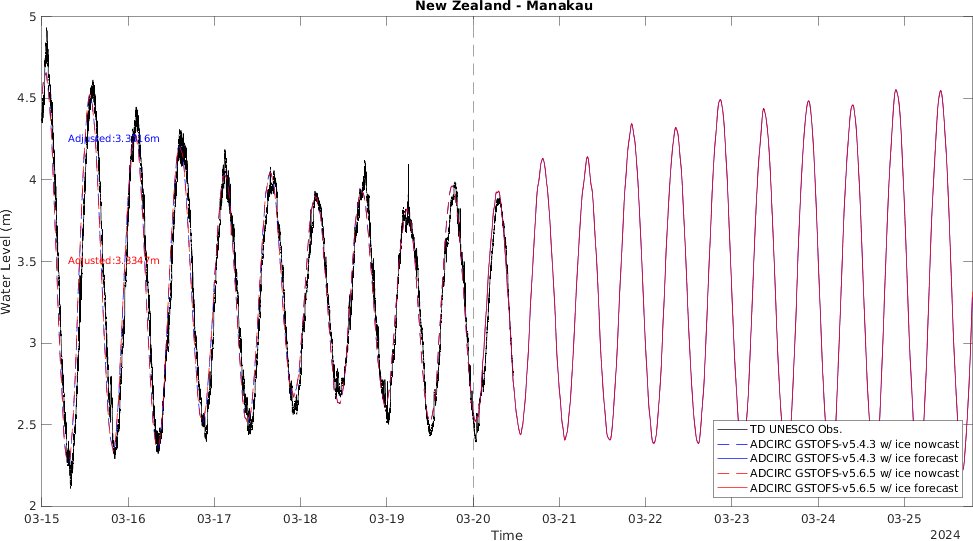 New Zealand - Manakau
5
4.5
4
3.5
3
2.5
2
Water Level (m)
Adjusted:
Adjusted:
TD UNESCO Obs.
ADCIRC GSTOFS-v5.4.3 w/ ice nowcast
ADCIRC GSTOFS-v5.4.3 w/ ice forecast
ADCIRC GSTOFS-v5.6.5 w/ ice nowcast
ADCIRC GSTOFS-v5.6.5 w/ ice forecast
03-15 03-16 03-17 03-18 03-19 03-20 03-21 03-22 03-23 03-24 03-25
Time
2024